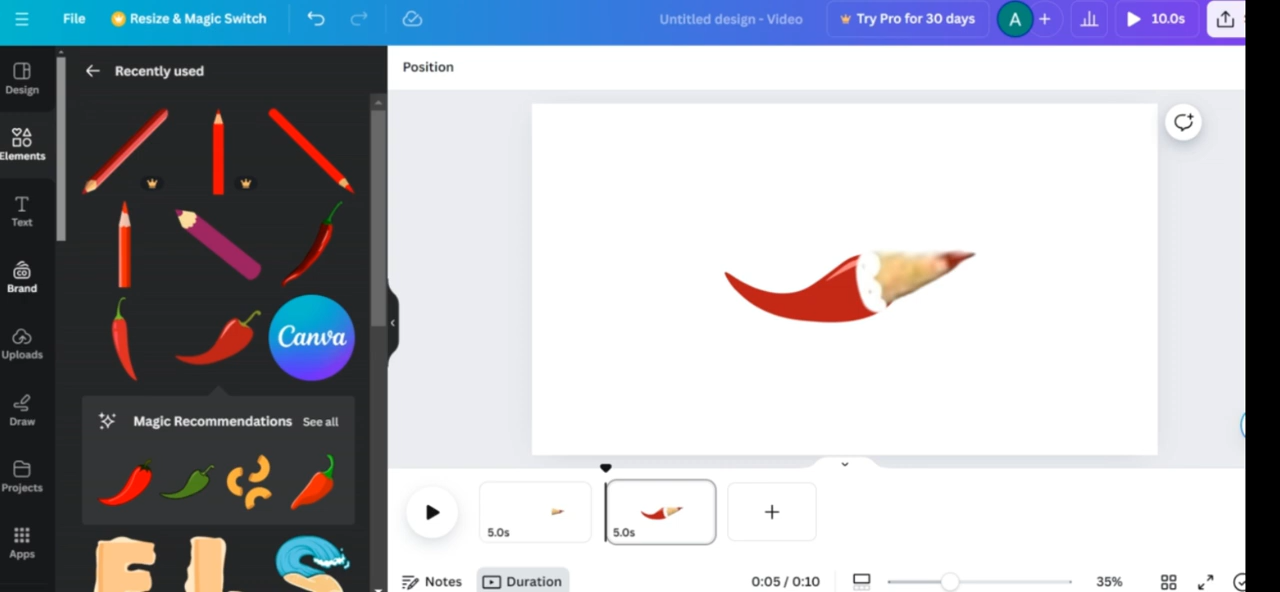 File
Resize & Magic Switch
Untitled design - Video
Try Pro for 30 days
A
10.0s
Design
Elements
Text
Brand
Uploads
Draw
Projects
Apps
Recently used
Canva
Magic Recommendations
See all
Position
5.0s
5.0s
Notes
Duration
0:05 / 0:10
35%